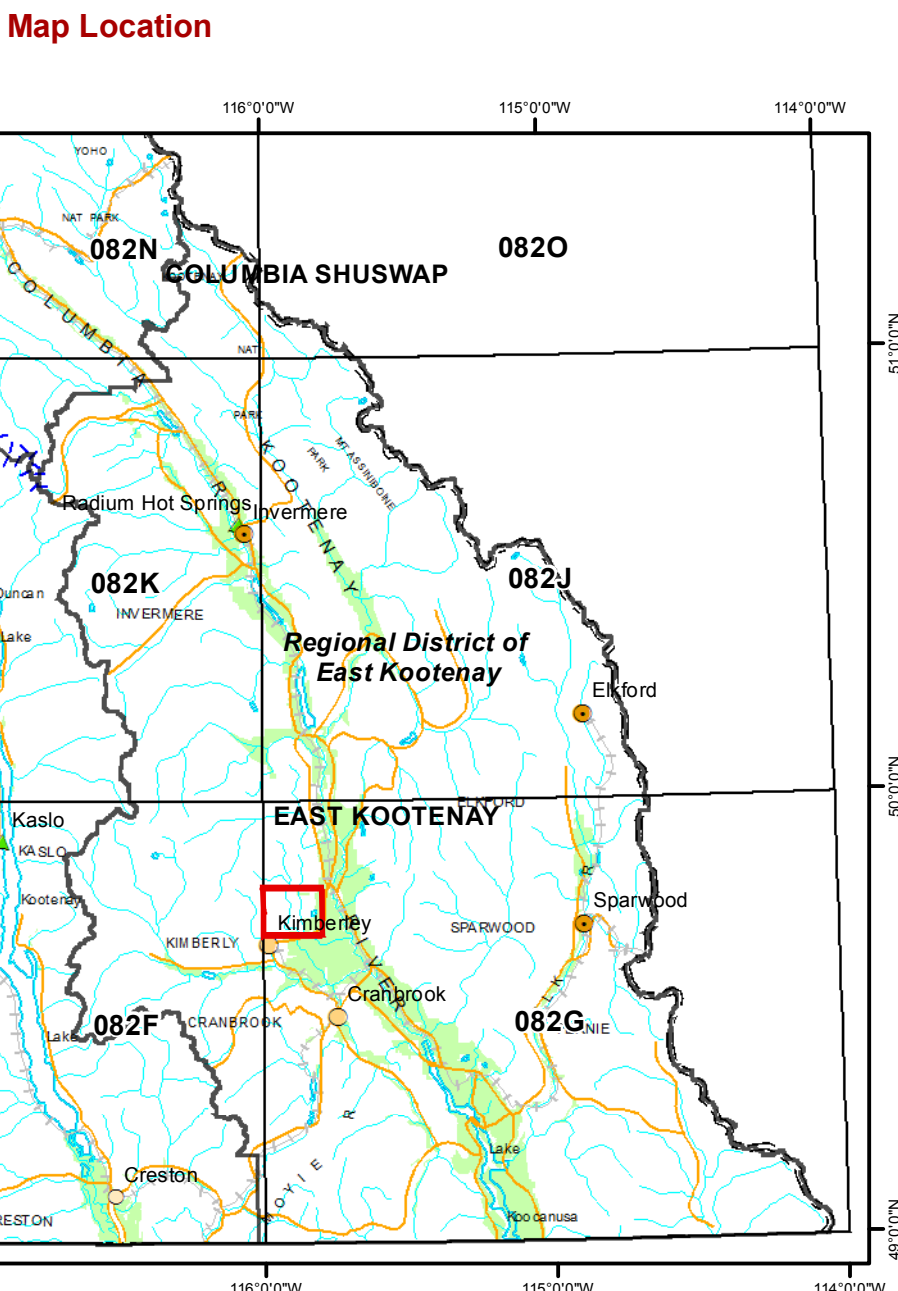 Map Location
116°0'0"W
115°0'0"W
114°0'0"W
YOHO
NAT PARK
082N
082O
COLUMBIA SHUSWAP
COLUMBIA
51°0'0"N
NAT
PARK
KOOTENAY
PARK
MT ASSINIBOINE
Radium Hot Springs
Invermere
R
082K
082J
Duncan
Lake
INVERMERE
Regional District of
East Kootenay
Elkford
50°0'0"N
ELKFORD
EAST KOOTENAY
Kaslo
KASLO
Kootenay
Sparwood
R
Kimberley
SPARWOOD
KIMBERLY
RIVER
Cranbrook
LK
082F
CRANBROOK
082G
Lake
R
MOYIE
Lake
Creston
RESTON
Koocanusa
49°0'0"N
116°0'0"W
115°0'0"W
114°0'0"W